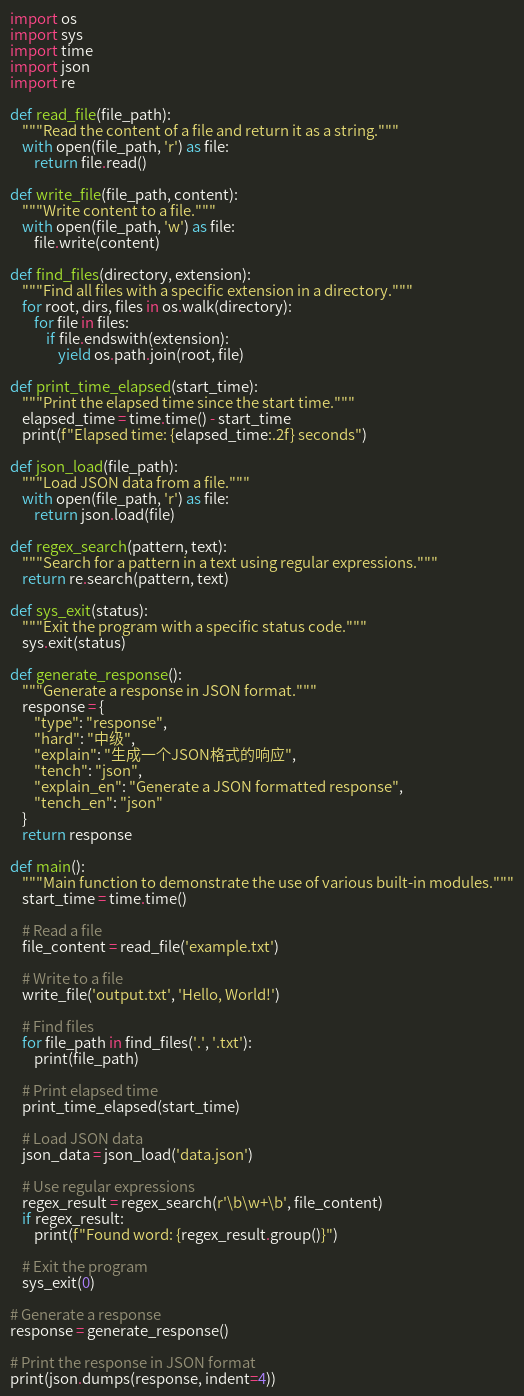 import os
import sys
import time
import json
import re

def read_file(file_path):
    """Read the content of a file and return it as a string."""
    with open(file_path, 'r') as file:
        return file.read()

def write_file(file_path, content):
    """Write content to a file."""
    with open(file_path, 'w') as file:
        file.write(content)

def find_files(directory, extension):
    """Find all files with a specific extension in a directory."""
    for root, dirs, files in os.walk(directory):
        for file in files:
            if file.endswith(extension):
                yield os.path.join(root, file)

def print_time_elapsed(start_time):
    """Print the elapsed time since the start time."""
    elapsed_time = time.time() - start_time
    print(f"Elapsed time: {elapsed_time:.2f} seconds")

def json_load(file_path):
    """Load JSON data from a file."""
    with open(file_path, 'r') as file:
        return json.load(file)

def regex_search(pattern, text):
    """Search for a pattern in a text using regular expressions."""
    return re.search(pattern, text)

def sys_exit(status):
    """Exit the program with a specific status code."""
    sys.exit(status)

def generate_response():
    """Generate a response in JSON format."""
    response = {
        "type": "response",
        "hard": "中级",
        "explain": "生成一个JSON格式的响应",
        "tench": "json",
        "explain_en": "Generate a JSON formatted response",
        "tench_en": "json"
    }
    return response

def main():
    """Main function to demonstrate the use of various built-in modules."""
    start_time = time.time()

    # Read a file
    file_content = read_file('example.txt')

    # Write to a file
    write_file('output.txt', 'Hello, World!')

    # Find files
    for file_path in find_files('.', '.txt'):
        print(file_path)

    # Print elapsed time
    print_time_elapsed(start_time)

    # Load JSON data
    json_data = json_load('data.json')

    # Use regular expressions
    regex_result = regex_search(r'\b\w+\b', file_content)
    if regex_result:
        print(f"Found word: {regex_result.group()}")

    # Exit the program
    sys_exit(0)

# Generate a response
response = generate_response()

# Print the response in JSON format
print(json.dumps(response, indent=4))